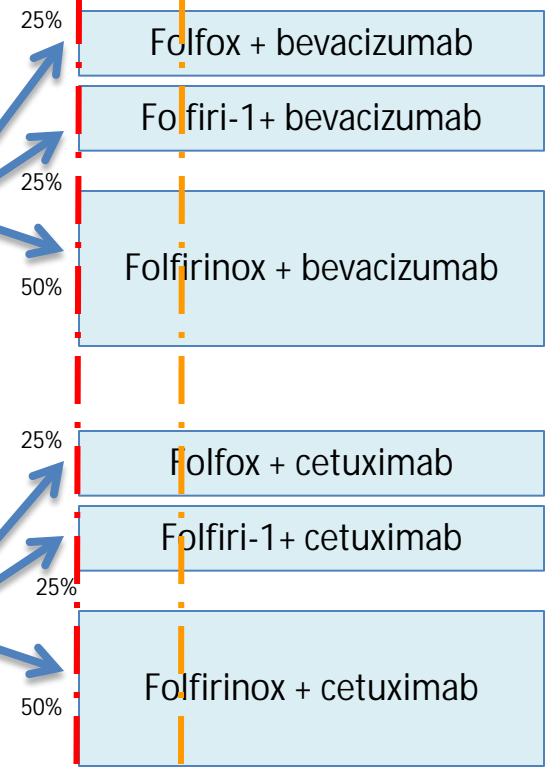 25%
Folfox + bevacizumab
Folfiri-1+ bevacizumab
25%
Folfirinox + bevacizumab
50%
25%
Folfox + cetuximab
Folfiri-1+ cetuximab
25%
Folfirinox + cetuximab
50%